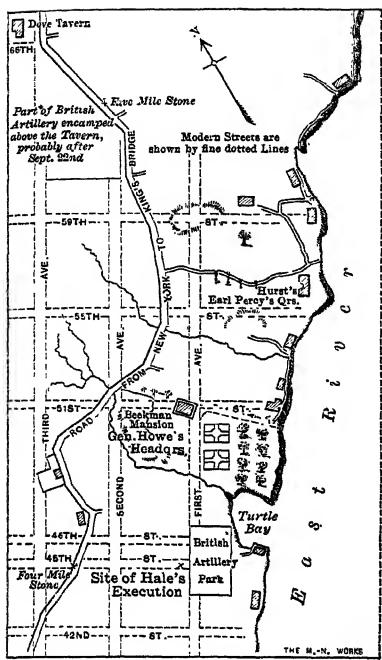 Dove Tavern
66TH
Five Mile Stone
Part of British
Artillery encamped
above the Tavern,
probably after
Sept. 22nd
Modern Streets are
shown by fine dotted Lines
ROAD FROM NEW YORK TO KING'S BRIDGE
59TH ST.
AVE.
AVE.
AVE.
Hurst's
Earl Percy's Qrs.
55TH ST.
51ST ST.
THIRD
SECOND
FIRST
Beekman
Mansion
Gen. Howe's
Headqrs.
East River
Turtle
Bay
46TH ST.
45TH ST.
British
Artillery
Park
Four Mile
Stone
Site of Hale's
Execution
x
42ND ST.
THE M.-N. WORKS